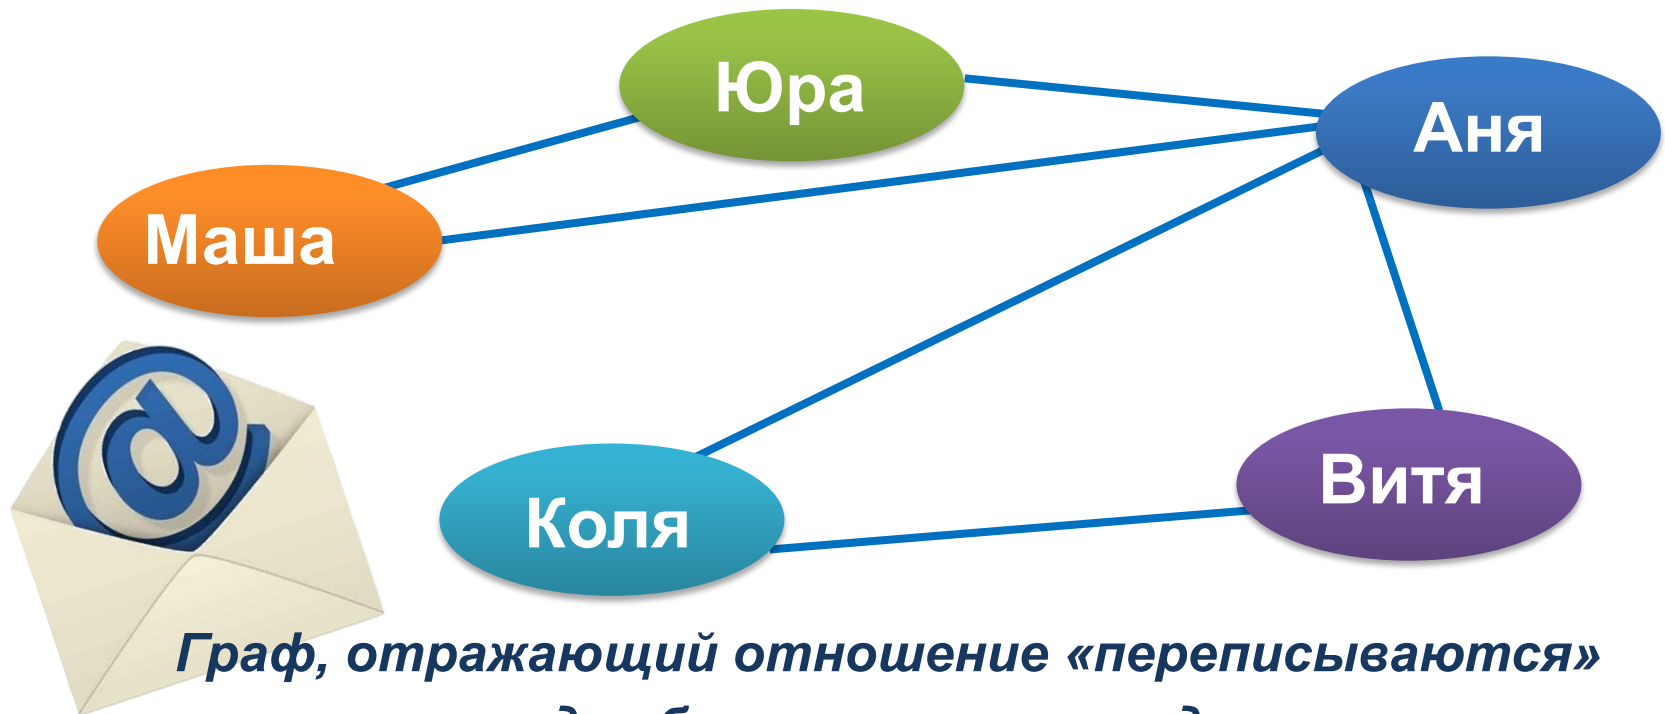 Юра
Аня
Маша
Витя
Коля
Граф, отражающий отношение «переписываются»